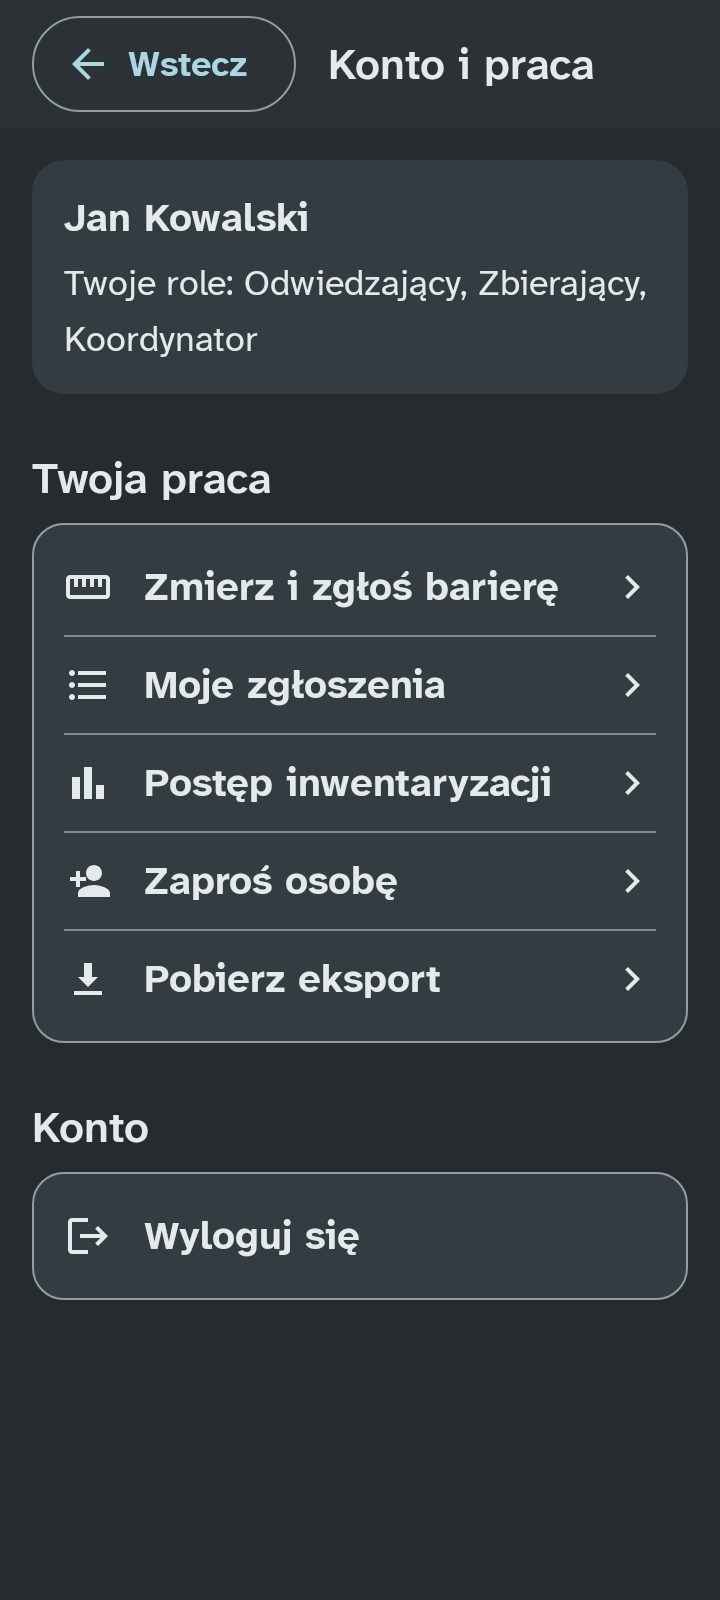 Wstecz
Konto i praca
Jan Kowalski
Twoje role: Odwiedzający, Zbierający,
Koordynator
Twoja praca
Zmierz i zgłoś barierę
Moje zgłoszenia
Postęp inwentaryzacji
Zaproś osobę
Pobierz eksport
Konto
Wyloguj się